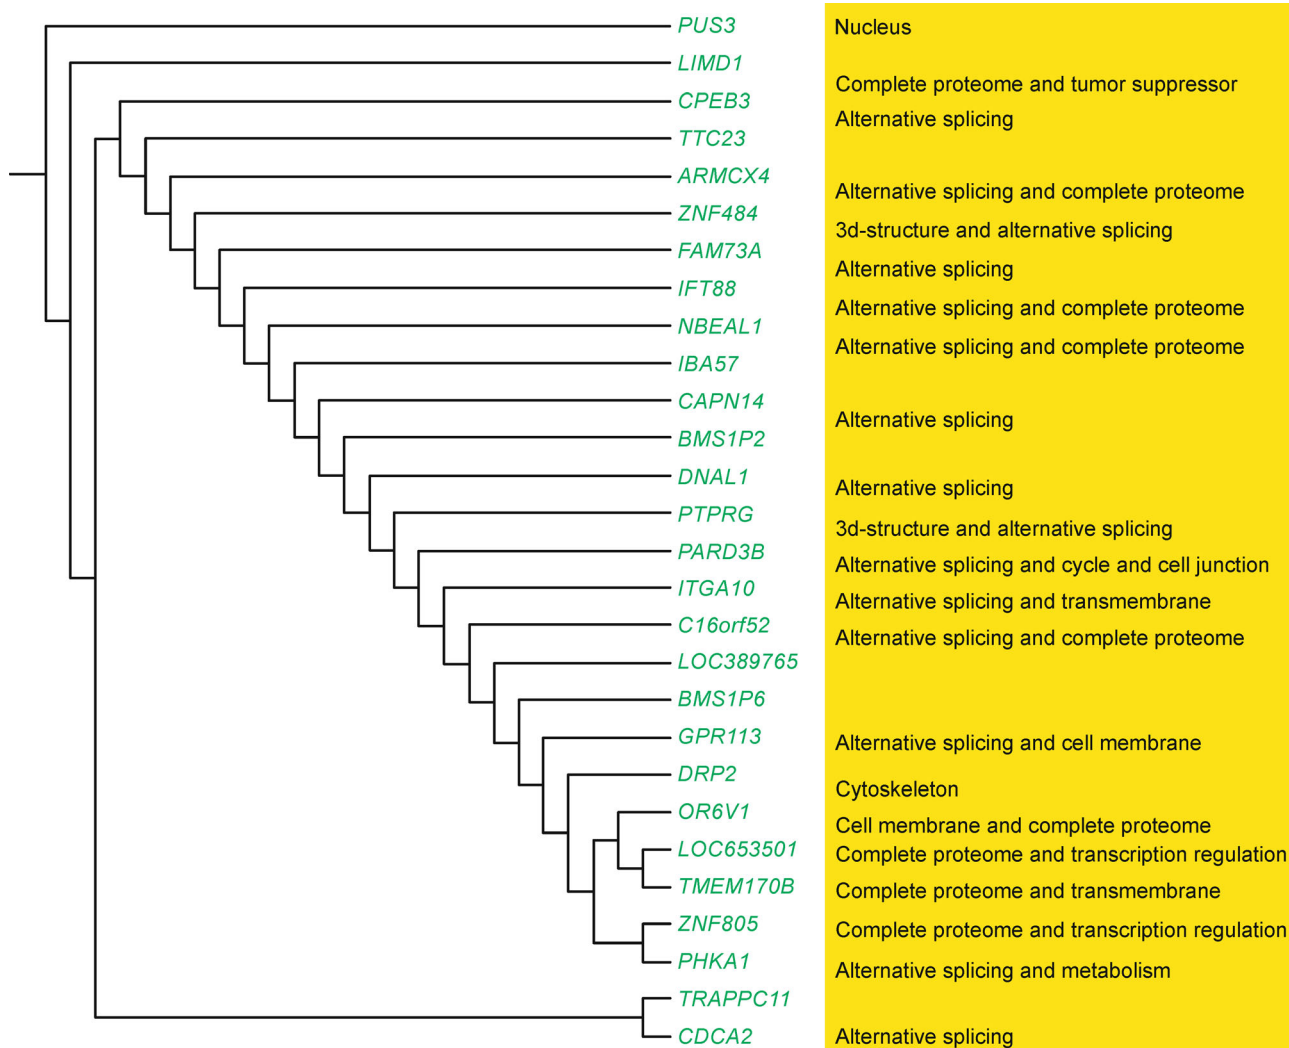 PUS3 Nucleus
LIMD1
Complete proteome and tumor suppressor
CPEB3
Alternative splicing
TTC23
ARMCX4
Alternative splicing and complete proteome
ZNF484
3d-structure and alternative splicing
FAM73A
Alternative splicing
IFT88
Alternative splicing and complete proteome
NBEAL1
Alternative splicing and complete proteome
IBA57
CAPN14
Alternative splicing
BMS1P2
DNAL1
Alternative splicing
PTPRG
3d-structure and alternative splicing
PARD3B
Alternative splicing and cycle and cell junction
ITGA10
Alternative splicing and transmembrane
C16orf52
Alternative splicing and complete proteome
LOC389765
BMS1P6
GPR113
Alternative splicing and cell membrane
DRP2
Cytoskeleton
OR6V1
Cell membrane and complete proteome
LOC653501
Complete proteome and transcription regulation
TMEM170B
Complete proteome and transmembrane
ZNF805
Complete proteome and transcription regulation
PHKA1
Alternative splicing and metabolism
TRAPPC11
CDCA2 Alternative splicing